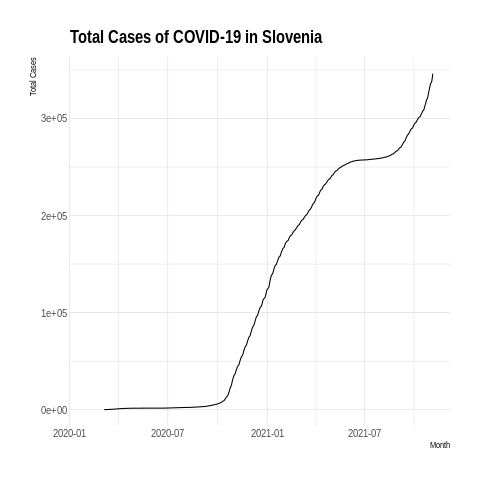 Total Cases of COVID-19 in Slovenia
Total Cases
3e+05
2e+05
1e+05
0e+00
2020-01 2020-07 2021-01 2021-07
Month